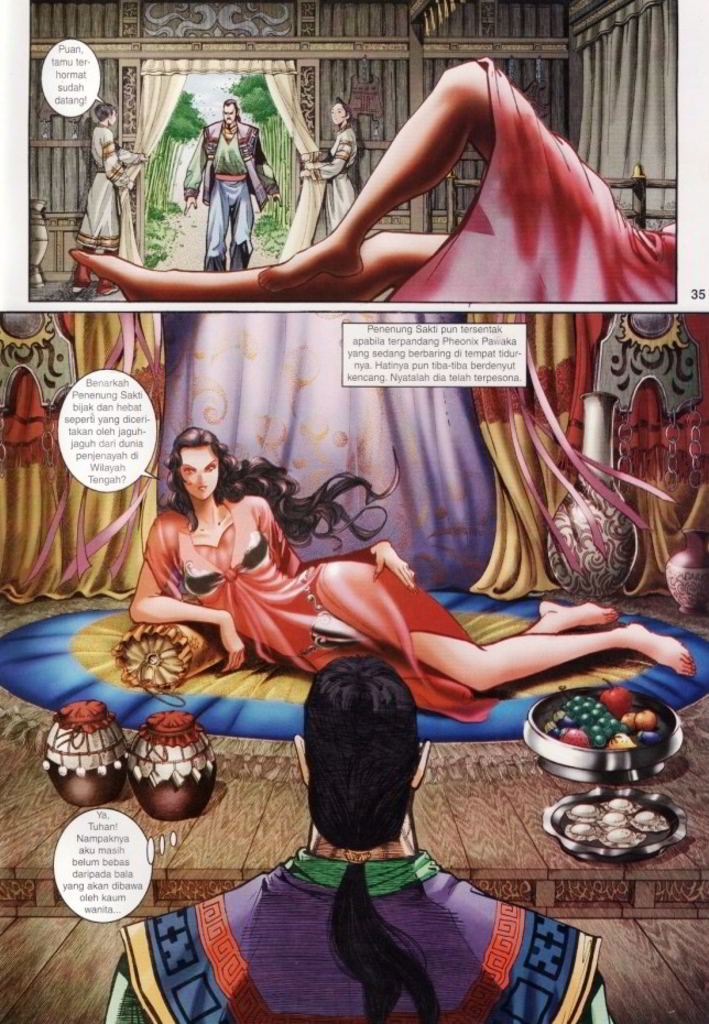 Puan,
tamu ter-
hormat
sudah
datang!
35
Penenung Sakti pun tersentak
apabila terpandang Pheonix Pawaka
yang sedang berbaring di tempat tidur-
nya. Hatinya pun tiba-tiba berdenyut
kencang. Nyatalah dia telah terpesona.
Benarkah
Penenung Sakti
bijak dan hebat
seperti yang diceri-
takan oleh jaguh-
jaguh dari dunia
penjenayah di
Wilayah
Tengah?
Ya,
Tuhan!
Nampaknya
aku masih
belum bebas
daripada bala
yang akan dibawa
oleh kaum
wanita...